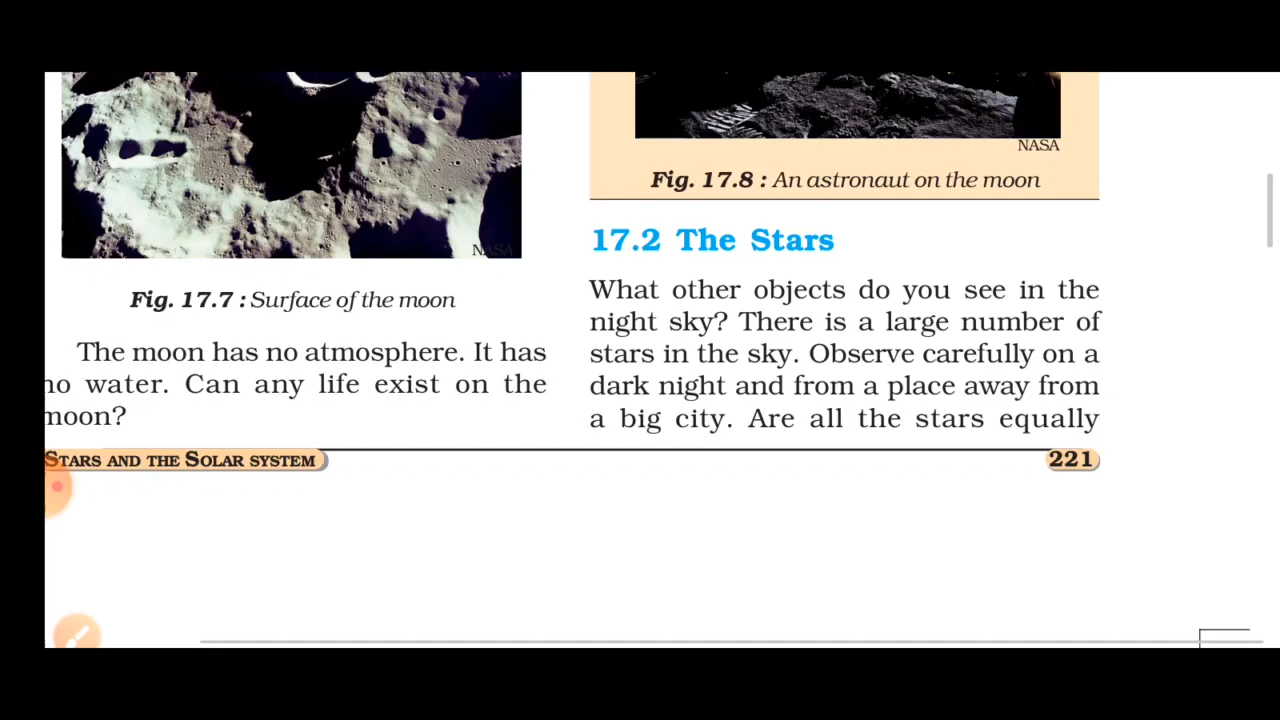 NASA
Fig. 17.7 : Surface of the moon
The moon has no atmosphere. It has
no water. Can any life exist on the
moon?
NASA
Fig. 17.8 : An astronaut on the moon
17.2 The Stars
What other objects do you see in the
night sky? There is a large number of
stars in the sky. Observe carefully on a
dark night and from a place away from
a big city. Are all the stars equally
STARS AND THE SOLAR SYSTEM
221